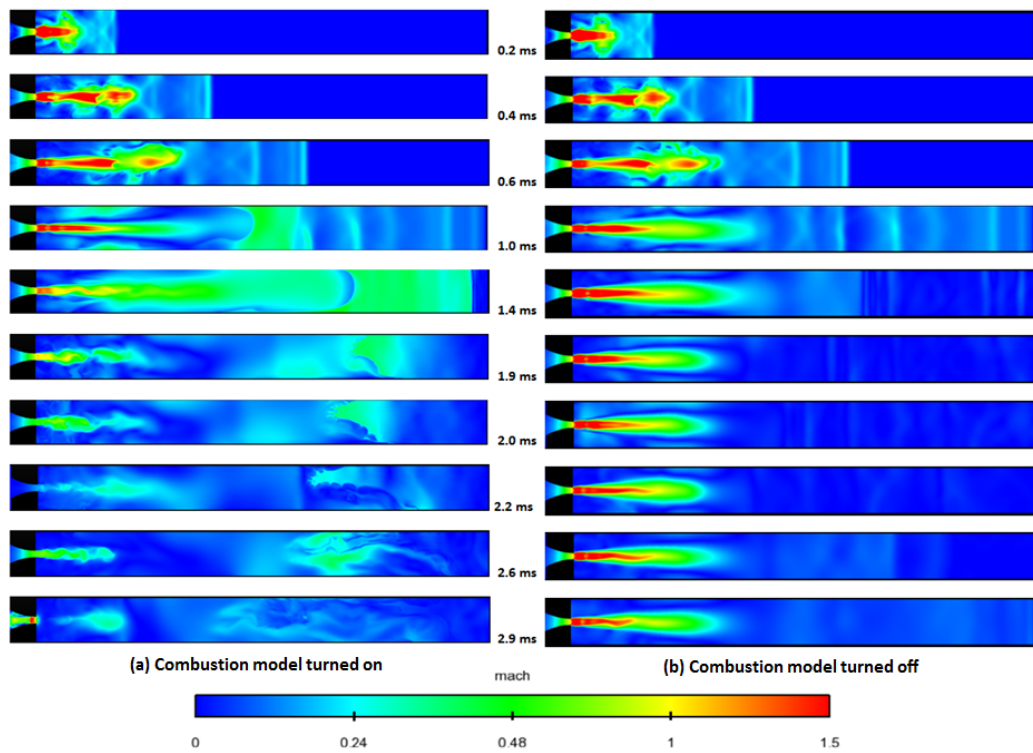 0.2 ms
0.4 ms
0.6 ms
1.0 ms
1.4 ms
1.9 ms
2.0 ms
2.2 ms
2.6 ms
2.9 ms
(a) Combustion model turned on
(b) Combustion model turned off
mach
0 0.24 0.48 1 1.5